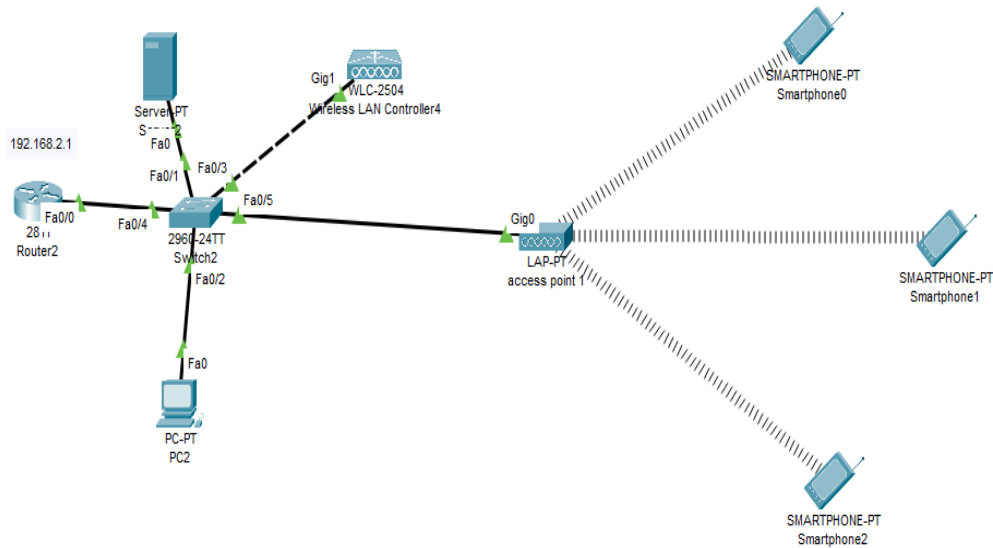 SMARTPHONE-PT
Smartphone0
Gig1
WLC-2504
Wireless LAN Controller4
Server-PT
Fa0
192.168.2.1
Fa0/1
Fa0/3
Fa0/0
Fa0/4
Fa0/5
Router2
2960-24TT
Switch2
Fa0/2
Gig0
LAP-PT
access point 1
SMARTPHONE-PT
Smartphone1
Fa0
PC-PT
PC2
SMARTPHONE-PT
Smartphone2